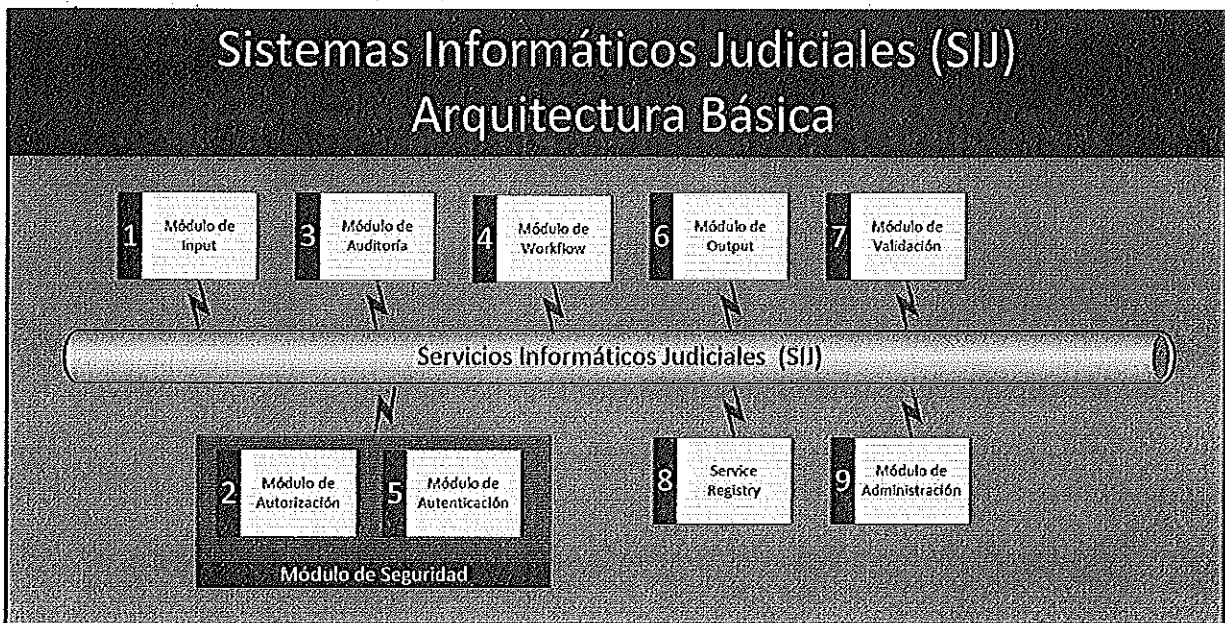 Sistemas Informáticos Judiciales (SIJ)
Arquitectura Básica
1
Módulo de
Input
3
Módulo de
Auditoría
4
Módulo de
Workflow
6
Módulo de
Output
7
Módulo de
Validación
Servicios Informáticos Judiciales (SIJ)
2
Módulo de
Autorización
5
Módulo de
Autenticación
Módulo de Seguridad
8
Service
Registry
9
Módulo de
Administración